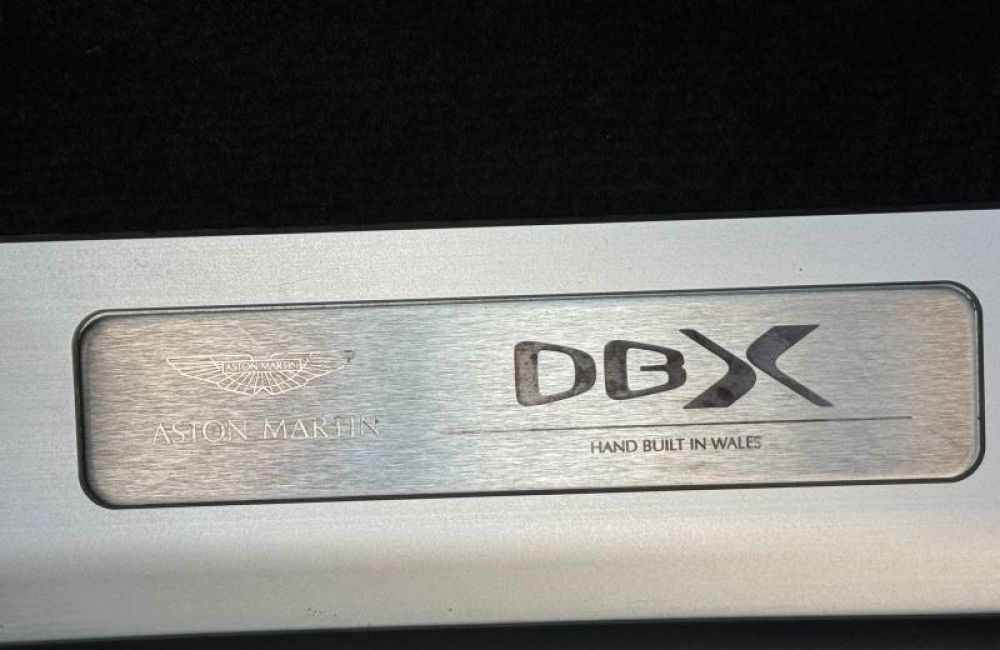 ASTON MARTIN
ASTON MARTIN
DBX
HAND BUILT IN WALES